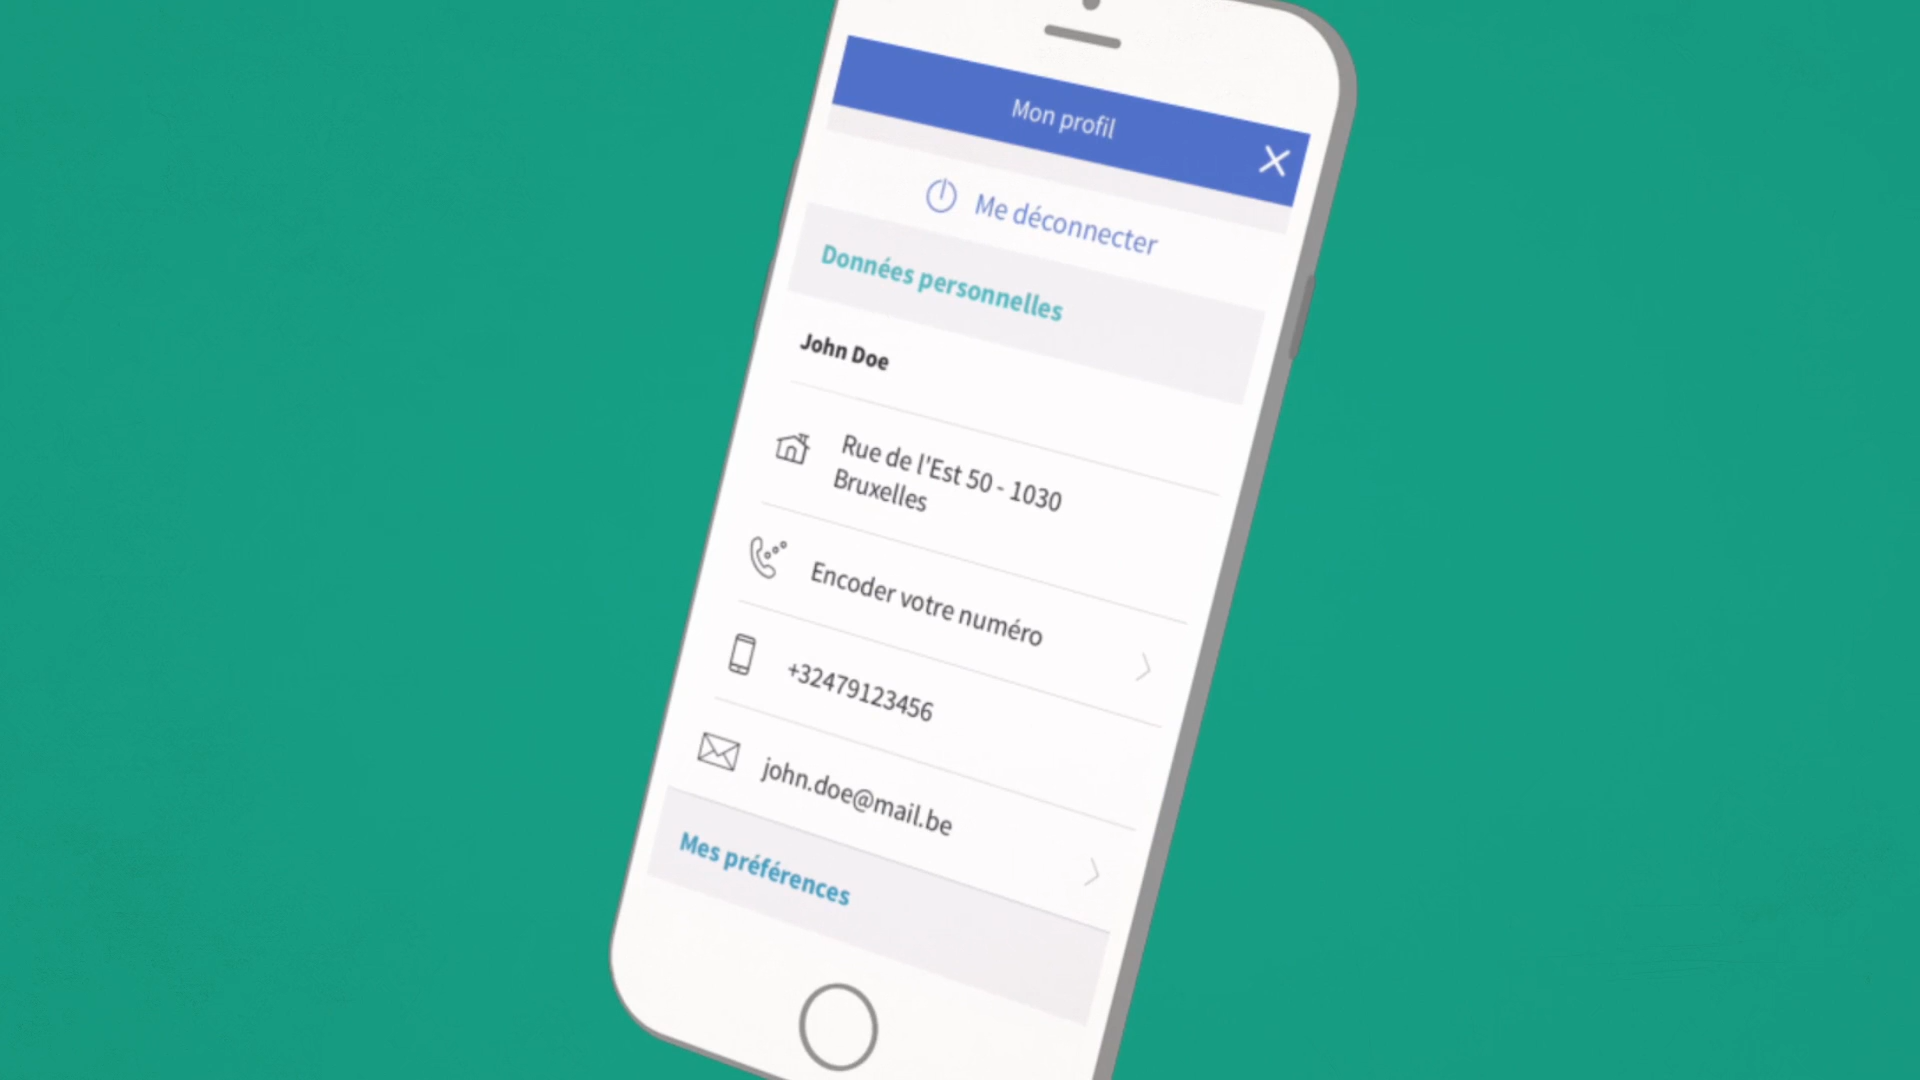 Mon profil
Me déconnecter
Données personnelles
John Doe
Rue de l'Est 50 - 1030
Bruxelles
Encoder votre numéro
+32479123456
john.doe@mail.be
Mes préférences